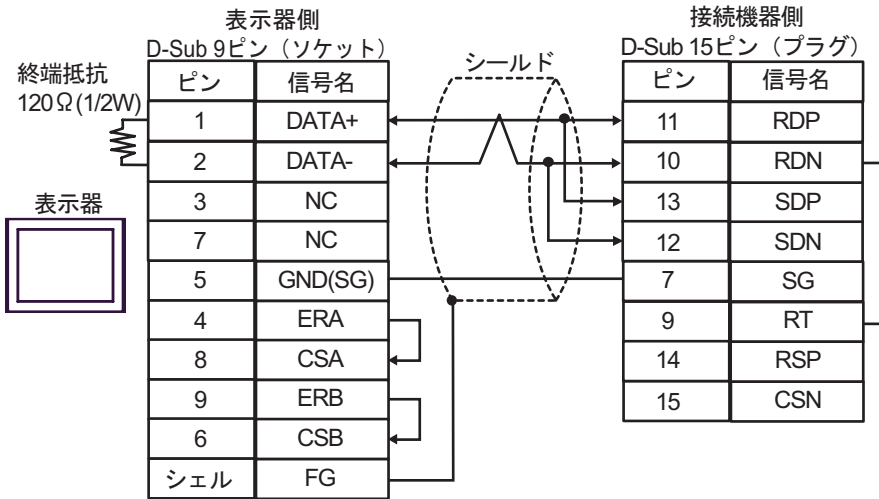 表示器側
D-Sub 9ピン（ソケット）
接続機器側
D-Sub 15ピン（プラグ）
シールド
終端抵抗
120Ω(1/2W)
表示器
ピン 信号名
1 DATA+
2 DATA-
3 NC
7 NC
5 GND(SG)
4 ERA
8 CSA
9 ERB
6 CSB
シェル FG
ピン 信号名
11 RDP
10 RDN
13 SDP
12 SDN
7 SG
9 RT
14 RSP
15 CSN